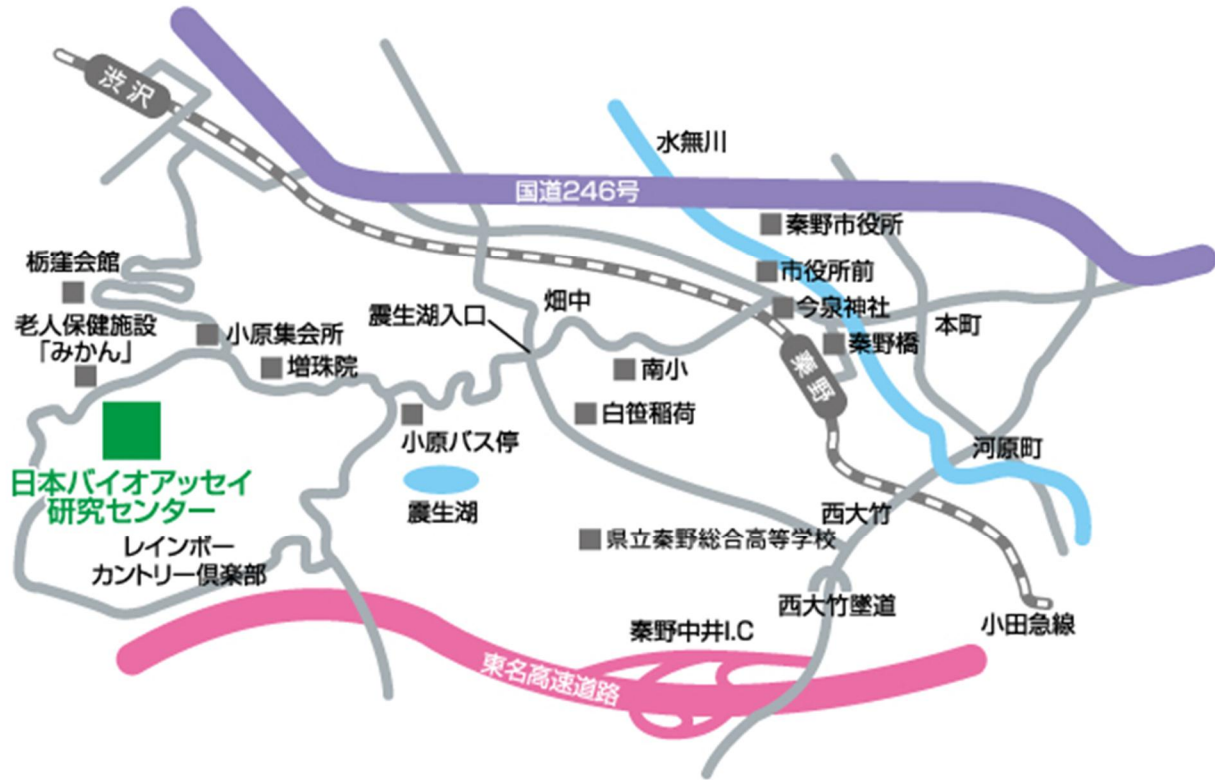 渋沢
水無川
国道246号
秦野市役所
栃窪会館
市役所前
畑中
震生湖入口
今泉神社
本町
老人保健施設
「みかん」
小原集会所
秦野橋
増珠院
南小
秦野
白笹稲荷
小原バス停
河原町
日本バイオアッセイ
研究センター
震生湖
西大竹
県立秦野総合高等学校
レインボー
カントリー倶楽部
西大竹墜道
小田急線
秦野中井I.C
東名高速道路